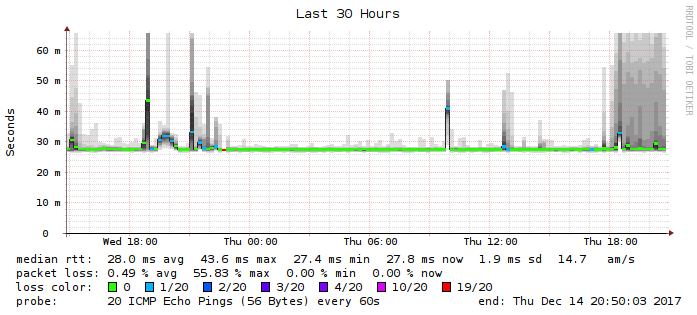 Last 30 Hours
RRDTOOL / TOBI OETIKER
Seconds
60 m
50 m
40 m
30 m
20 m
10 m
0
Wed 18:00 Thu 00:00 Thu 06:00 Thu 12:00 Thu 18:00
median rtt: 28.0 ms avg 43.6 ms max 27.4 ms min 27.8 ms now 1.9 ms sd 14.7 am/s
packet loss: 0.49 % avg 55.83 % max 0.00 % min 0.00 % now
loss color: 0 1/20 2/20 3/20 4/20 10/20 19/20
probe: 20 ICMP Echo Pings (56 Bytes) every 60s end: Thu Dec 14 20:50:03 2017